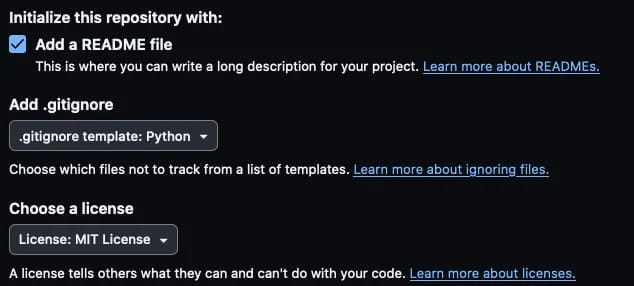 Initialize this repository with:
Add a README file
This is where you can write a long description for your project. Learn more about READMEs.
Add .gitignore
.gitignore template: Python
Choose which files not to track from a list of templates. Learn more about ignoring files.
Choose a license
License: MIT License
A license tells others what they can and can't do with your code. Learn more about licenses.